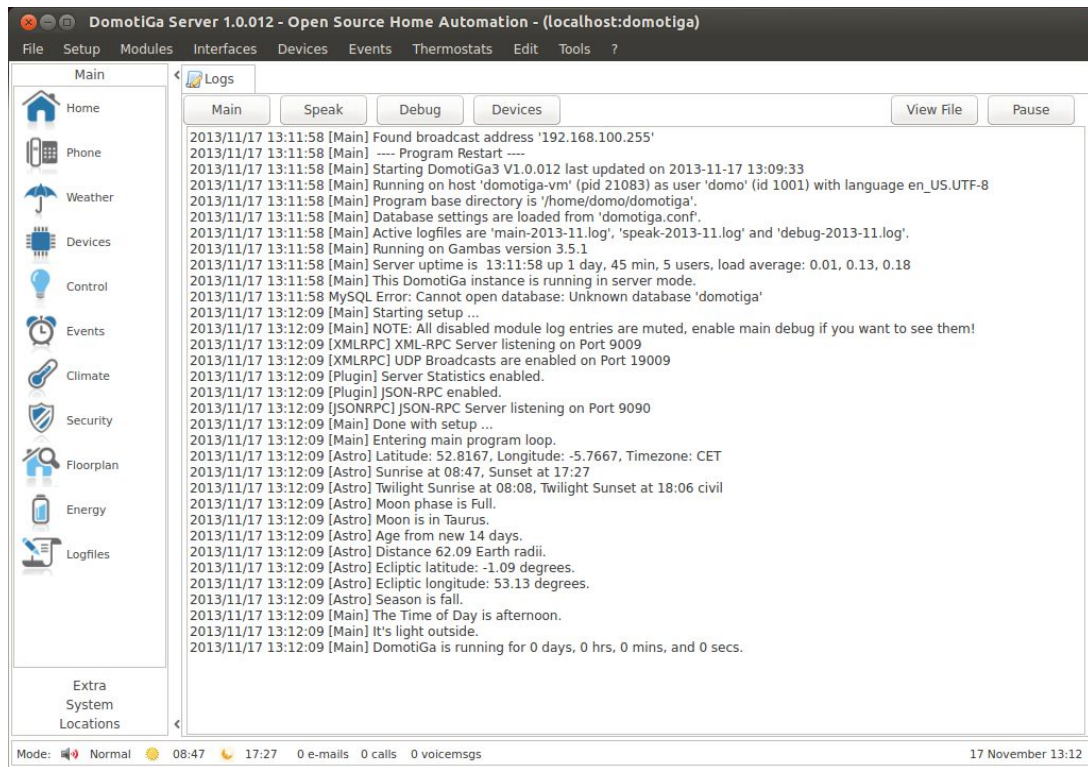 DomotiGa Server 1.0.012 - Open Source Home Automation - (localhost:domotiga)
File Setup Modules Interfaces Devices Events Thermostats Edit Tools ?
Main
Home
Phone
Weather
Devices
Control
Events
Climate
Security
Floorplan
Energy
Logfiles
Extra
System
Locations
Logs
Main Speak Debug Devices View File Pause
2013/11/17 13:11:58 [Main] Found broadcast address '192.168.100.255'
2013/11/17 13:11:58 [Main] ---- Program Restart ----
2013/11/17 13:11:58 [Main] Starting DomotiGa3 V1.0.012 last updated on 2013-11-17 13:09:33
2013/11/17 13:11:58 [Main] Running on host 'domotiga-vm' (pid 21083) as user 'domo' (id 1001) with language en_US.UTF-8
2013/11/17 13:11:58 [Main] Program base directory is '/home/domo/domotiga'.
2013/11/17 13:11:58 [Main] Database settings are loaded from 'domotiga.conf'.
2013/11/17 13:11:58 [Main] Active logfiles are 'main-2013-11.log', 'speak-2013-11.log' and 'debug-2013-11.log'.
2013/11/17 13:11:58 [Main] Running on Gambas version 3.5.1
2013/11/17 13:11:58 [Main] Server uptime is 13:11:58 up 1 day, 45 min, 5 users, load average: 0.01, 0.13, 0.18
2013/11/17 13:11:58 [Main] This DomotiGa instance is running in server mode.
2013/11/17 13:11:58 MySQL Error: Cannot open database: Unknown database 'domotiga'
2013/11/17 13:12:09 [Main] Starting setup ...
2013/11/17 13:12:09 [Main] NOTE: All disabled module log entries are muted, enable main debug if you want to see them!
2013/11/17 13:12:09 [XMLRPC] XML-RPC Server listening on Port 9009
2013/11/17 13:12:09 [XMLRPC] UDP Broadcasts are enabled on Port 19009
2013/11/17 13:12:09 [Plugin] Server Statistics enabled.
2013/11/17 13:12:09 [Plugin] JSON-RPC enabled.
2013/11/17 13:12:09 [JSONRPC] JSON-RPC Server listening on Port 9090
2013/11/17 13:12:09 [Main] Done with setup ...
2013/11/17 13:12:09 [Main] Entering main program loop.
2013/11/17 13:12:09 [Astro] Latitude: 52.8167, Longitude: -5.7667, Timezone: CET
2013/11/17 13:12:09 [Astro] Sunrise at 08:47, Sunset at 17:27
2013/11/17 13:12:09 [Astro] Twilight Sunrise at 08:08, Twilight Sunset at 18:06 civil
2013/11/17 13:12:09 [Astro] Moon phase is Full.
2013/11/17 13:12:09 [Astro] Moon is in Taurus.
2013/11/17 13:12:09 [Astro] Age from new 14 days.
2013/11/17 13:12:09 [Astro] Distance 62.09 Earth radii.
2013/11/17 13:12:09 [Astro] Ecliptic latitude: -1.09 degrees.
2013/11/17 13:12:09 [Astro] Ecliptic longitude: 53.13 degrees.
2013/11/17 13:12:09 [Astro] Season is fall.
2013/11/17 13:12:09 [Main] The Time of Day is afternoon.
2013/11/17 13:12:09 [Main] It's light outside.
2013/11/17 13:12:09 [Main] DomotiGa is running for 0 days, 0 hrs, 0 mins, and 0 secs.
Mode: Normal 08:47 17:27 0 e-mails 0 calls 0 voicemsgs 17 November 13:12